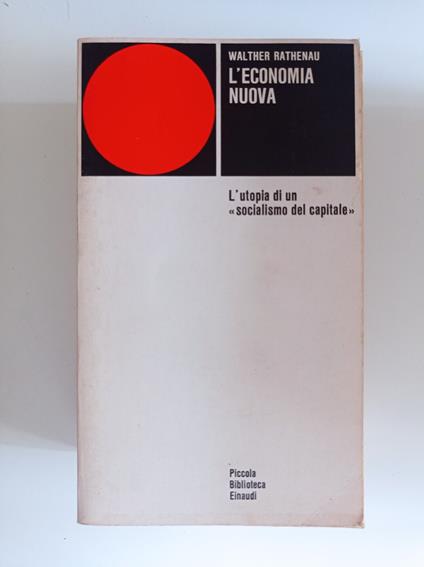 WALTHER RATHENAU
L'ECONOMIA
NUOVA
L'utopia di un
«socialismo del capitale»
Piccola
Biblioteca
Einaudi